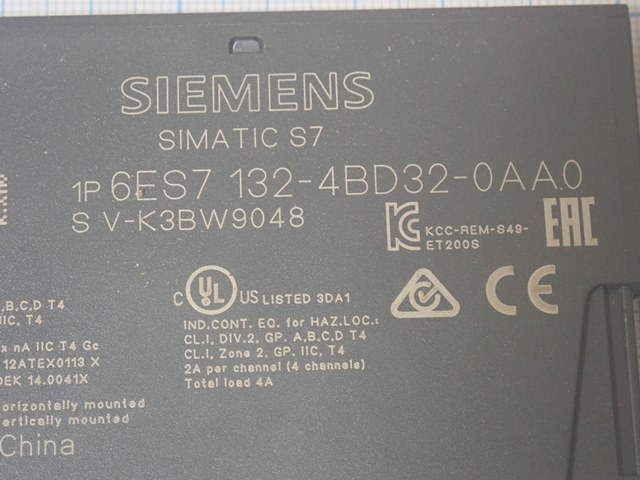 SIEMENS
SIMATIC S7
1P 6ES7 132-4BD32-0AA0
S V-K3BW9048
KCC-REM-S49-
ET200S
EAC
C UL US LISTED 3DA1
CE
IND.CONT. EQ. for HAZ.LOC.:
CL.I, DIV.2, GP. A,B,C,D T4
CL.I, Zone 2, GP. IIC, T4
2A per channel (4 channels)
Total load 4A
,B,C,D T4
IIC, T4
x nA IIC T4 Gc
12ATEX0113 X
DEK 14.0041X
orizontally mounted
ertically mounted
China